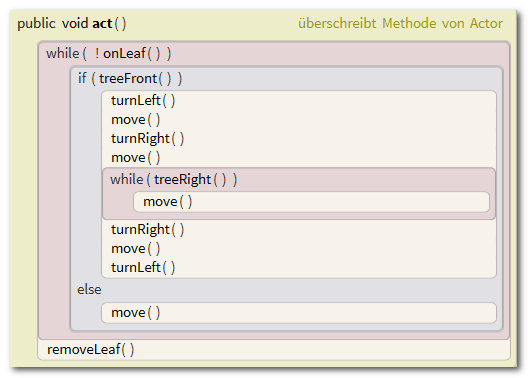 public void act() überschreibt Methode von Actor
while ( ! onLeaf() )
if ( treeFront() )
turnLeft()
move()
turnRight()
move()
while ( treeRight() )
move()
turnRight()
move()
turnLeft()
else
move()
removeLeaf()